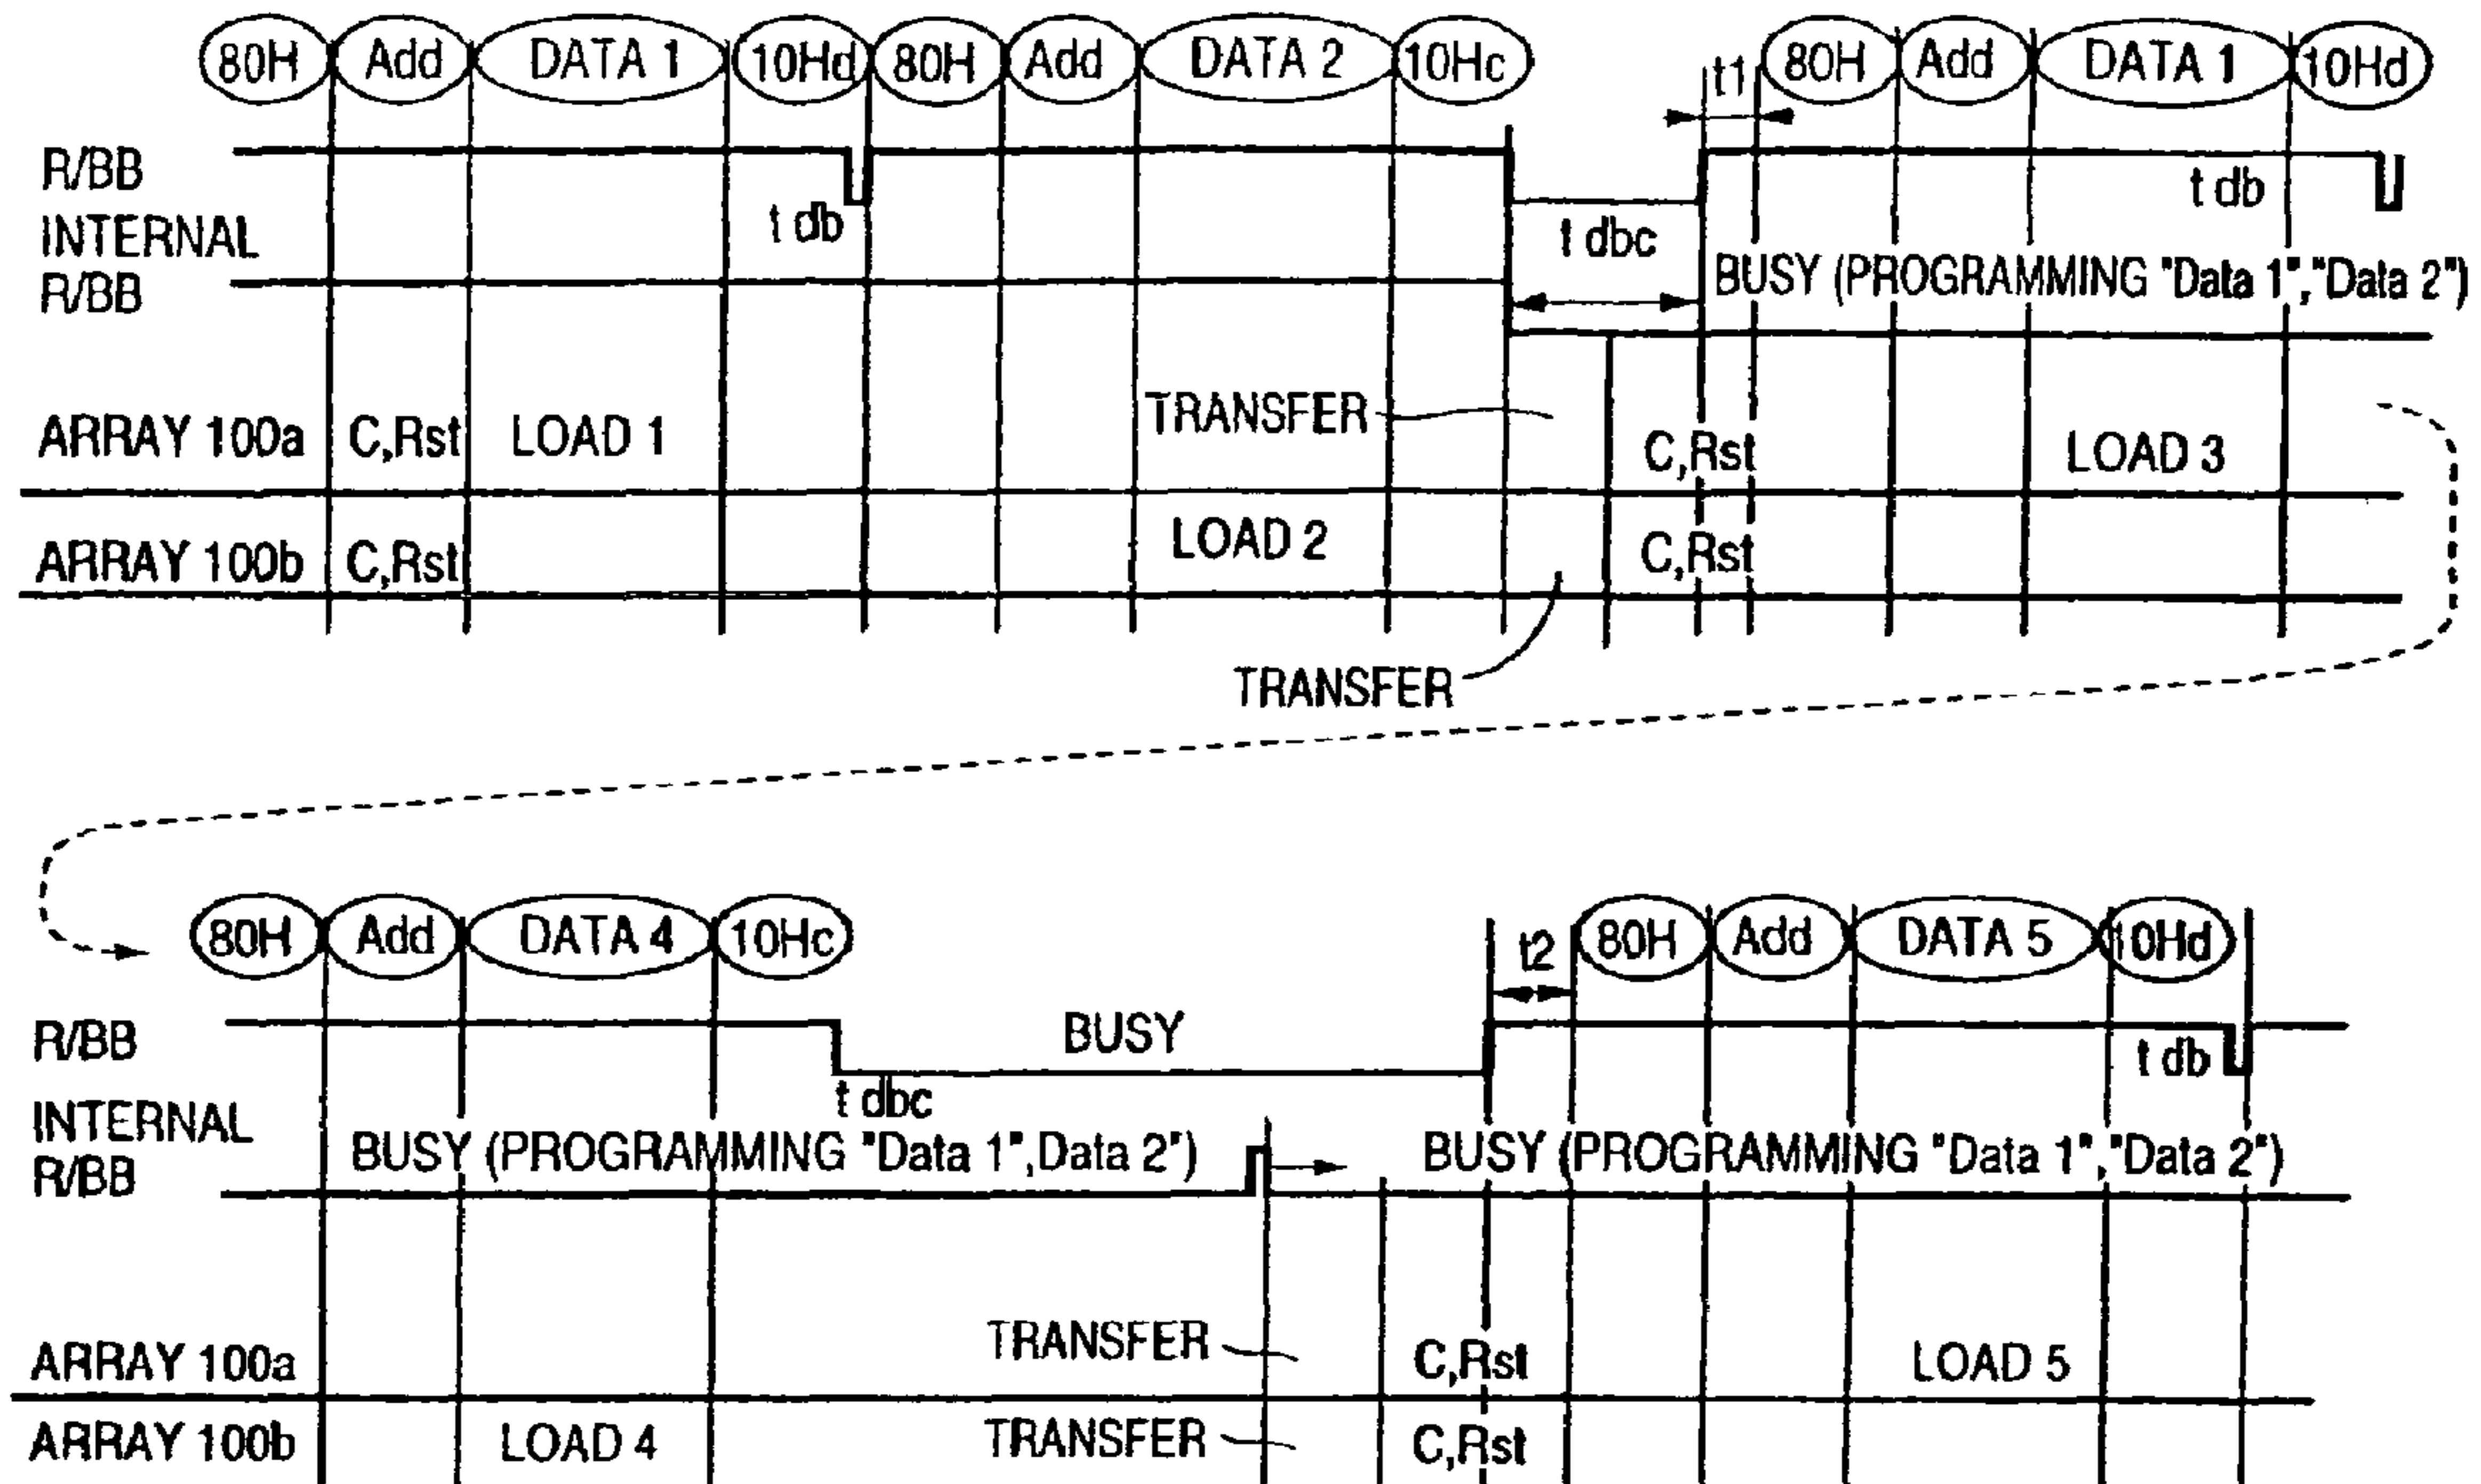 80H Add DATA 1 10Hd 80H Add DATA 2 10Hc t1 80H Add DATA 1 10Hd
R/BB
t db t dbc t db
INTERNAL
R/BB BUSY (PROGRAMMING "Data 1","Data 2")
TRANSFER
ARRAY 100a C,Rst LOAD 1 C,Rst LOAD 3
ARRAY 100b C,Rst LOAD 2 C,Rst
TRANSFER
80H Add DATA 4 10Hc t2 80H Add DATA 5 10Hd
R/BB BUSY t db
t dbc
INTERNAL
R/BB BUSY (PROGRAMMING "Data 1",Data 2") BUSY (PROGRAMMING "Data 1","Data 2")
ARRAY 100a TRANSFER C,Rst LOAD 5
ARRAY 100b LOAD 4 TRANSFER C,Rst